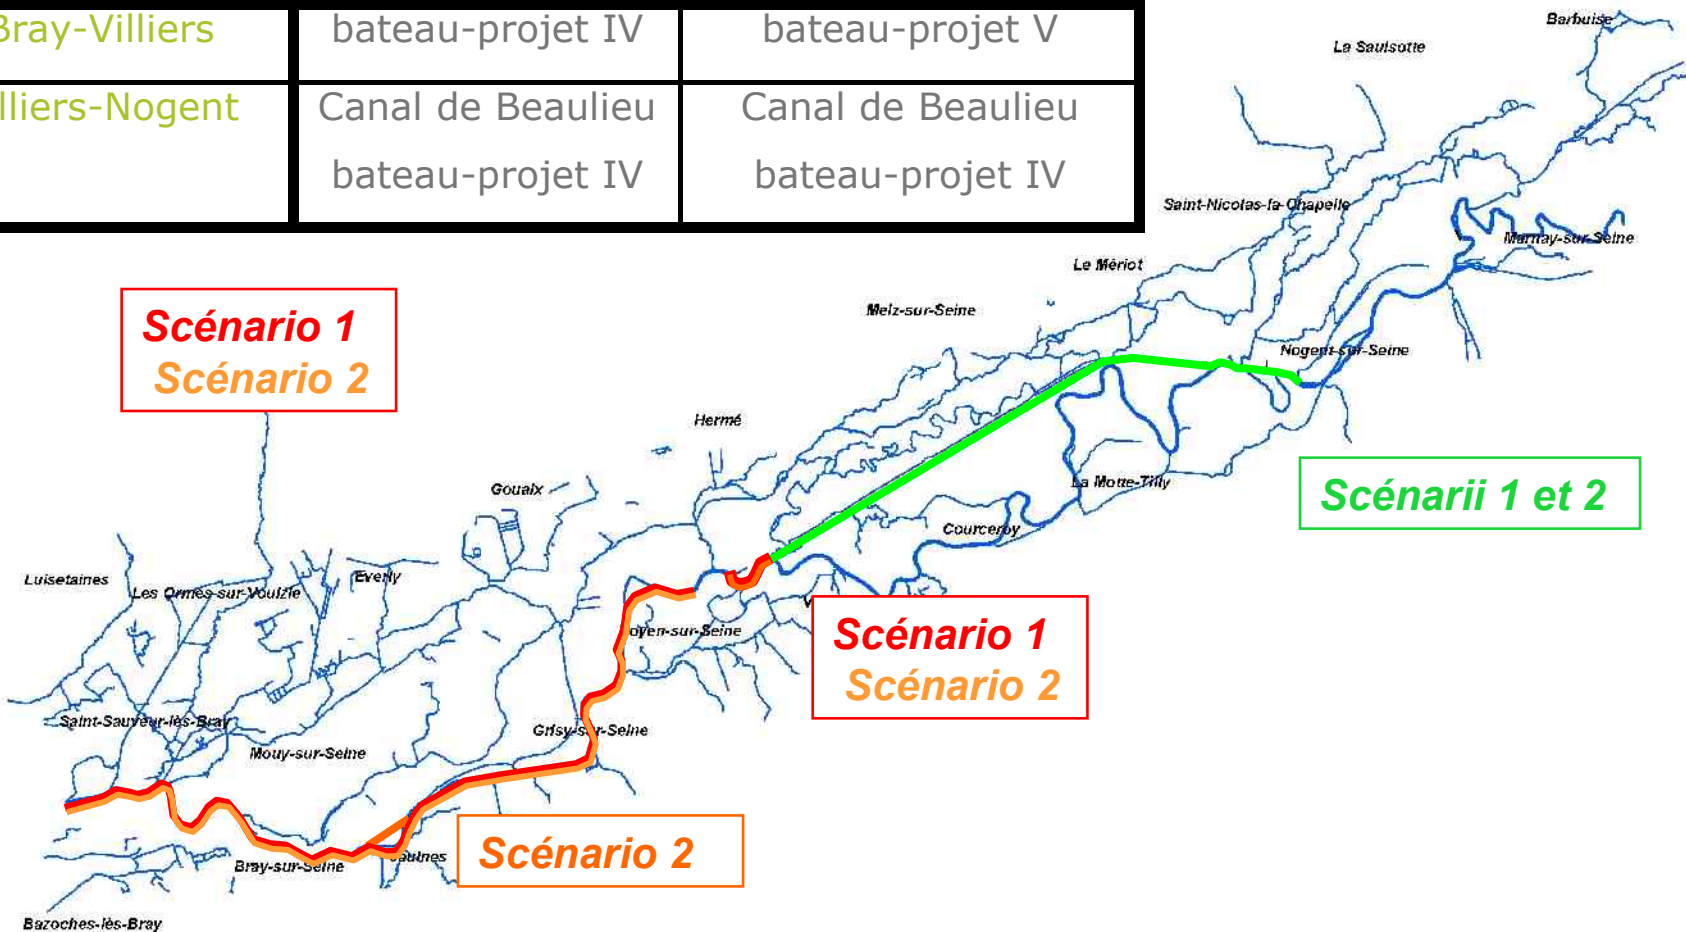 Bray-Villiers bateau-projet IV bateau-projet V
lliers-Nogent Canal de Beaulieu Canal de Beaulieu
bateau-projet IV bateau-projet IV
Barbuise
La Saulsotte
Saint-Nicolas-la-Chapelle
Marnay-sur-Seine
Le Mériot
Melz-sur-Seine
Nogent-sur-Seine
Scénario 1
Scénario 2
Hermé
La Motte-Tilly
Scénarii 1 et 2
Gouaix
Courceroy
Luisetaines
Everly
Les Ormes-sur-Voulzie
V
oyen-sur-Seine
Scénario 1
Scénario 2
Saint-Sauveur-lès-Bray
Grisy-sur-Seine
Mouy-sur-Seine
Scénario 2
Jaulnes
Bray-sur-Seine
Bazoches-lès-Bray